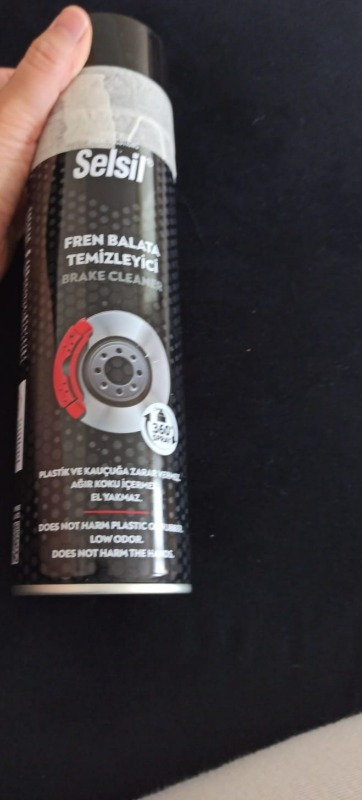 Selsil®
FREN BALATA
TEMİZLEYİCİ
BRAKE CLEANER
360°
SPRAY
PLASTİK VE KAUÇUĞA ZARAR VERMEZ.
AĞIR KOKU İÇERMEZ.
EL YAKMAZ.
DOES NOT HARM PLASTIC OR RUBBER.
LOW ODOR.
DOES NOT HARM THE HANDS.